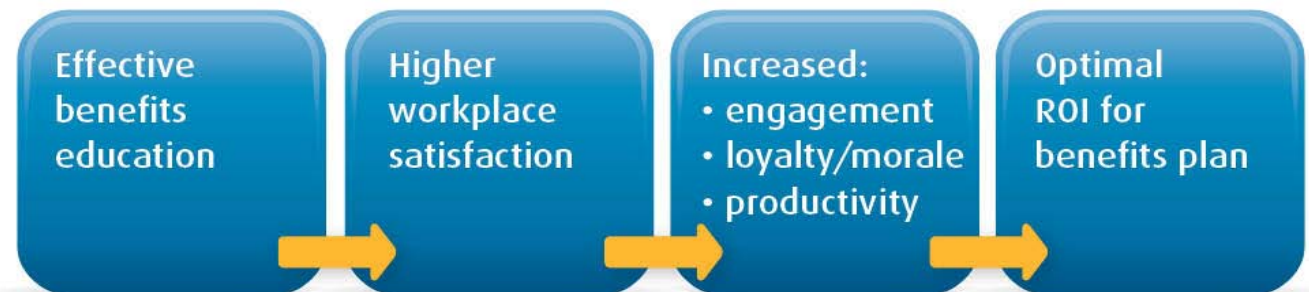 Effective
benefits
education
Higher
workplace
satisfaction
Increased:
• engagement
• loyalty/morale
• productivity
Optimal
ROI for
benefits plan